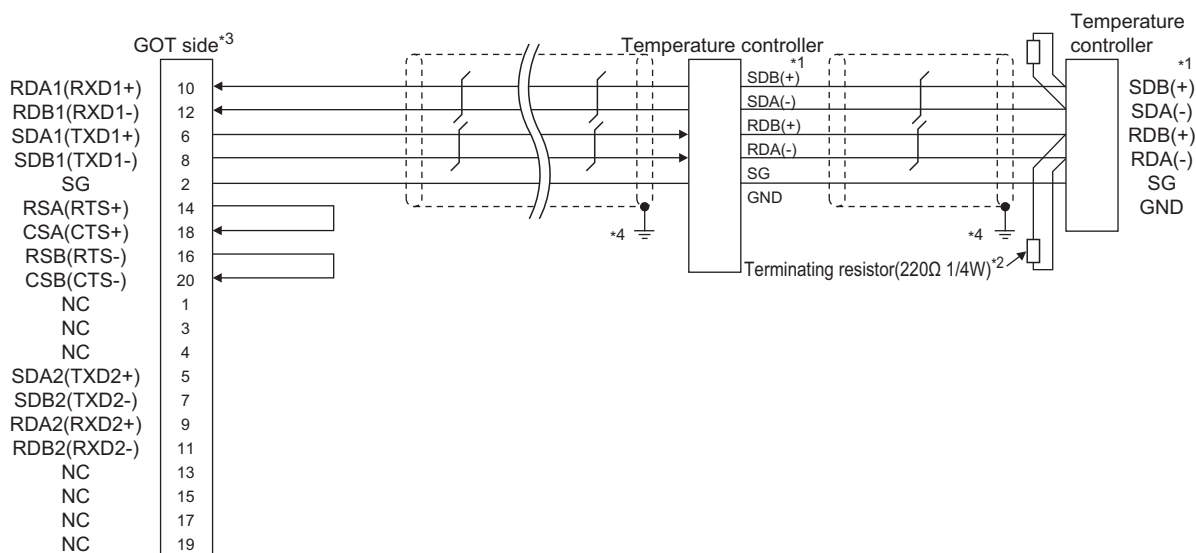 GOT side*3
RDA1(RXD1+) 10
RDB1(RXD1-) 12
SDA1(TXD1+) 6
SDB1(TXD1-) 8
SG 2
RSA(RTS+) 14
CSA(CTS+) 18
RSB(RTS-) 16
CSB(CTS-) 20
NC 1
NC 3
NC 4
SDA2(TXD2+) 5
SDB2(TXD2-) 7
RDA2(RXD2+) 9
RDB2(RXD2-) 11
NC 13
NC 15
NC 17
NC 19
Temperature controller
*1
SDB(+)
SDA(-)
RDB(+)
RDA(-)
SG
GND
*4
*4
Terminating resistor(220Ω 1/4W)*2
Temperature
controller
*1
SDB(+)
SDA(-)
RDB(+)
RDA(-)
SG
GND